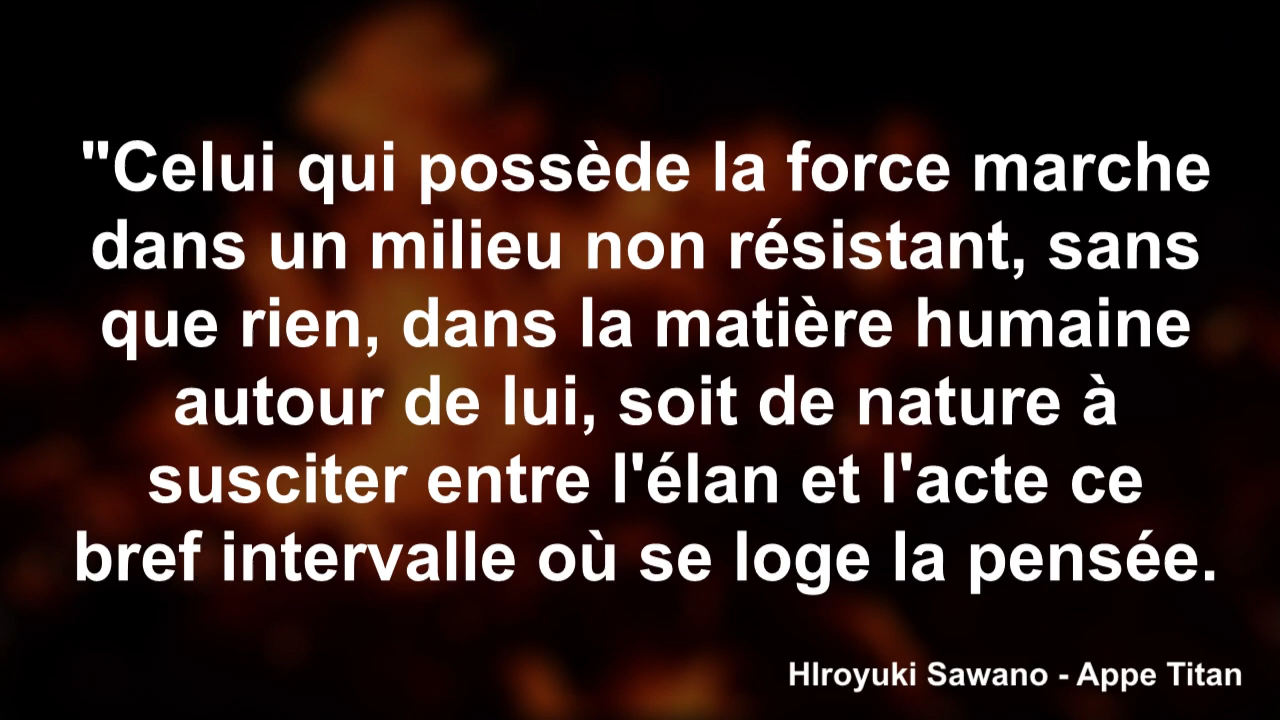 "Celui qui possède la force marche
dans un milieu non résistant, sans
que rien, dans la matière humaine
autour de lui, soit de nature à
susciter entre l'élan et l'acte ce
bref intervalle où se loge la pensée.
HIroyuki Sawano - Appe Titan